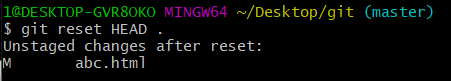 1@DESKTOP-GVR8OKO MINGW64 ~/Desktop/git (master)
$ git reset HEAD .
Unstaged changes after reset:
M       abc.html